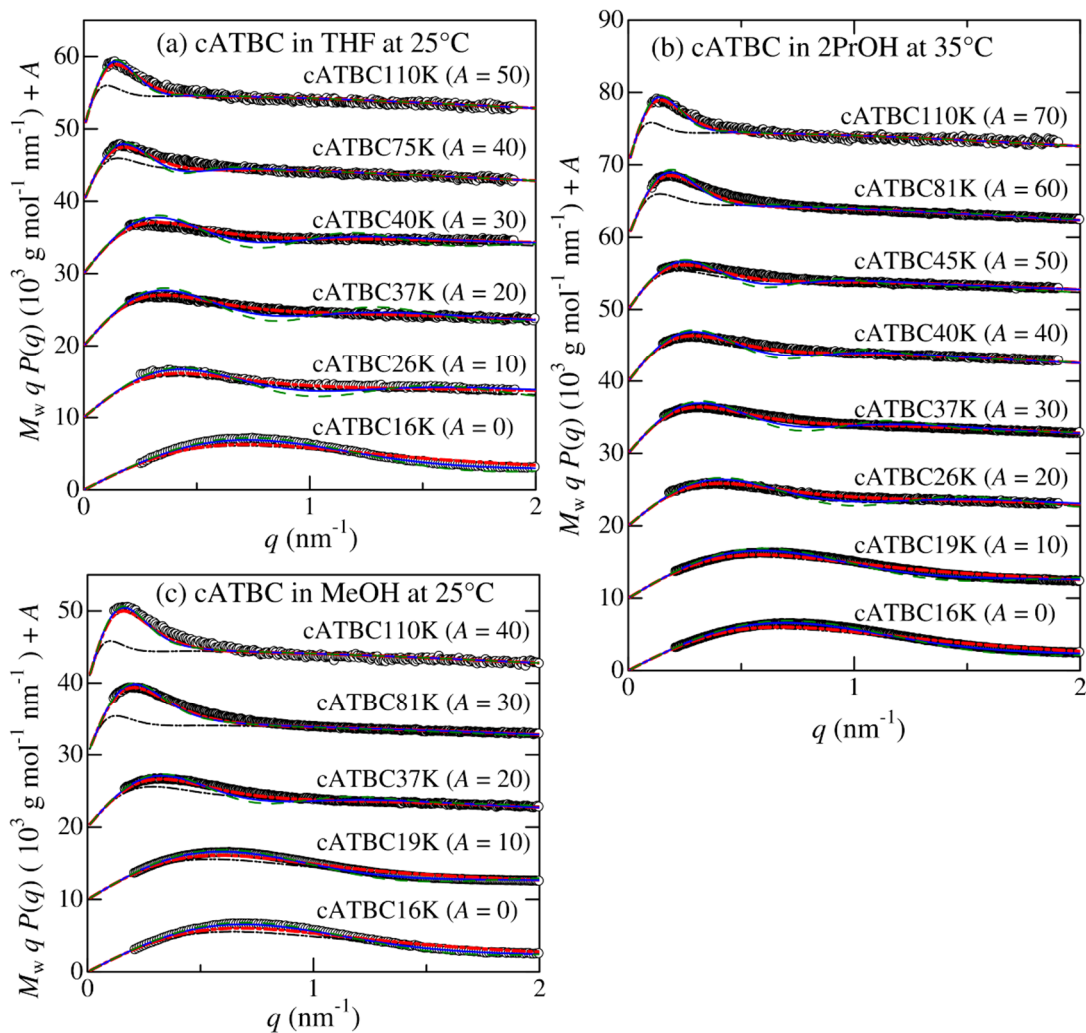 (a) cATBC in THF at 25°C
cATBC110K (A = 50)
cATBC75K (A = 40)
cATBC40K (A = 30)
cATBC37K (A = 20)
cATBC26K (A = 10)
cATBC16K (A = 0)
60
50
40
30
20
10
0
0
1
2
q (nm⁻¹)
M_w q P(q) (10³ g mol⁻¹ nm⁻¹) + A
(b) cATBC in 2PrOH at 35°C
cATBC110K (A = 70)
cATBC81K (A = 60)
cATBC45K (A = 50)
cATBC40K (A = 40)
cATBC37K (A = 30)
cATBC26K (A = 20)
cATBC19K (A = 10)
cATBC16K (A = 0)
90
80
70
60
50
40
30
20
10
0
0
1
2
q (nm⁻¹)
M_w q P(q) (10³ g mol⁻¹ nm⁻¹) + A
(c) cATBC in MeOH at 25°C
cATBC110K (A = 40)
cATBC81K (A = 30)
cATBC37K (A = 20)
cATBC19K (A = 10)
cATBC16K (A = 0)
50
40
30
20
10
0
0
1
2
q (nm⁻¹)
M_w q P(q) ( 10³ g mol⁻¹ nm⁻¹) + A